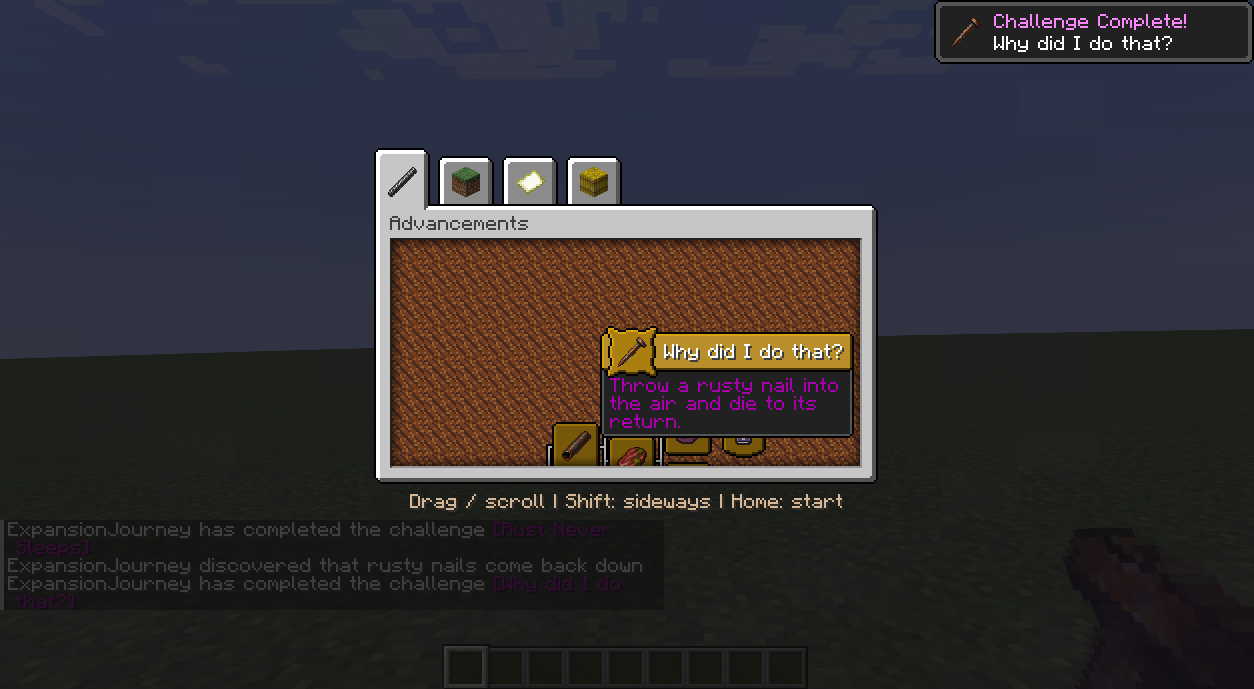 Challenge Complete!
Why did I do that?
Advancements
Why did I do that?
Throw a rusty nail into
the air and die to its
return.
Drag / scroll | Shift: sideways | Home: start
ExpansionJourney has completed the challenge [Rust Never
Sleeps]
ExpansionJourney discovered that rusty nails come back down
ExpansionJourney has completed the challenge [Why did I do
that?]